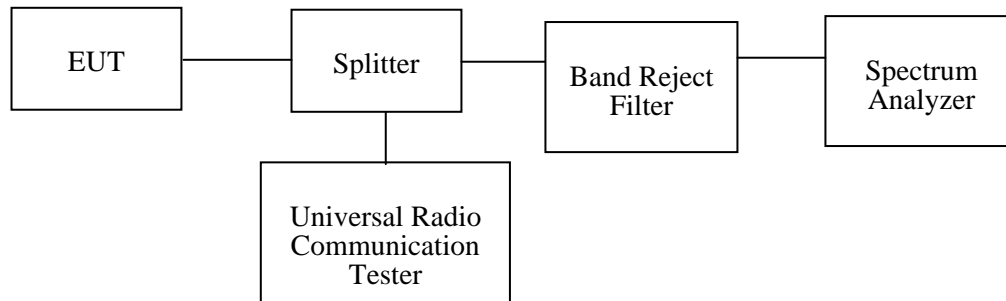 EUT
Splitter
Band Reject
Filter
Spectrum
Analyzer
Universal Radio
Communication
Tester